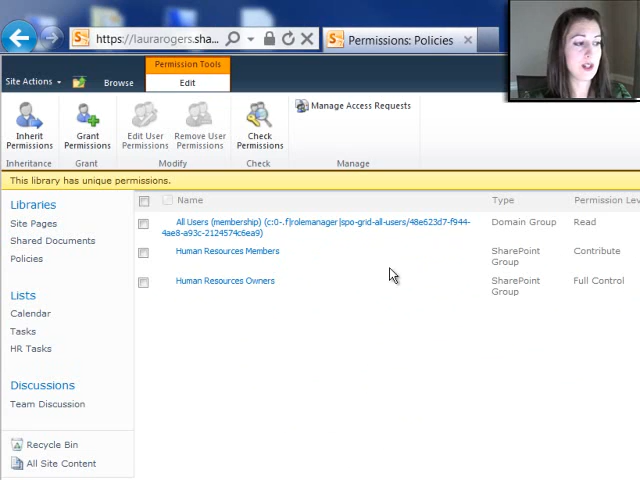 https://laurarogers.sha...
Permissions: Policies
Permission Tools
Site Actions
Browse
Edit
Inherit Permissions
Grant Permissions
Edit User Permissions
Remove User Permissions
Check Permissions
Manage Access Requests
Inheritance
Grant
Modify
Check
Manage
This library has unique permissions.
Libraries
Site Pages
Shared Documents
Policies
Lists
Calendar
Tasks
HR Tasks
Discussions
Team Discussion
Recycle Bin
All Site Content
Name
Type
Permission Level
All Users (membership) (c:0-.f|rolemanager|spo-grid-all-users/48e623d7-f944-
4ae8-a93c-2124574c6ea9)
Domain Group
Read
Human Resources Members
SharePoint
Group
Contribute
Human Resources Owners
SharePoint
Group
Full Control